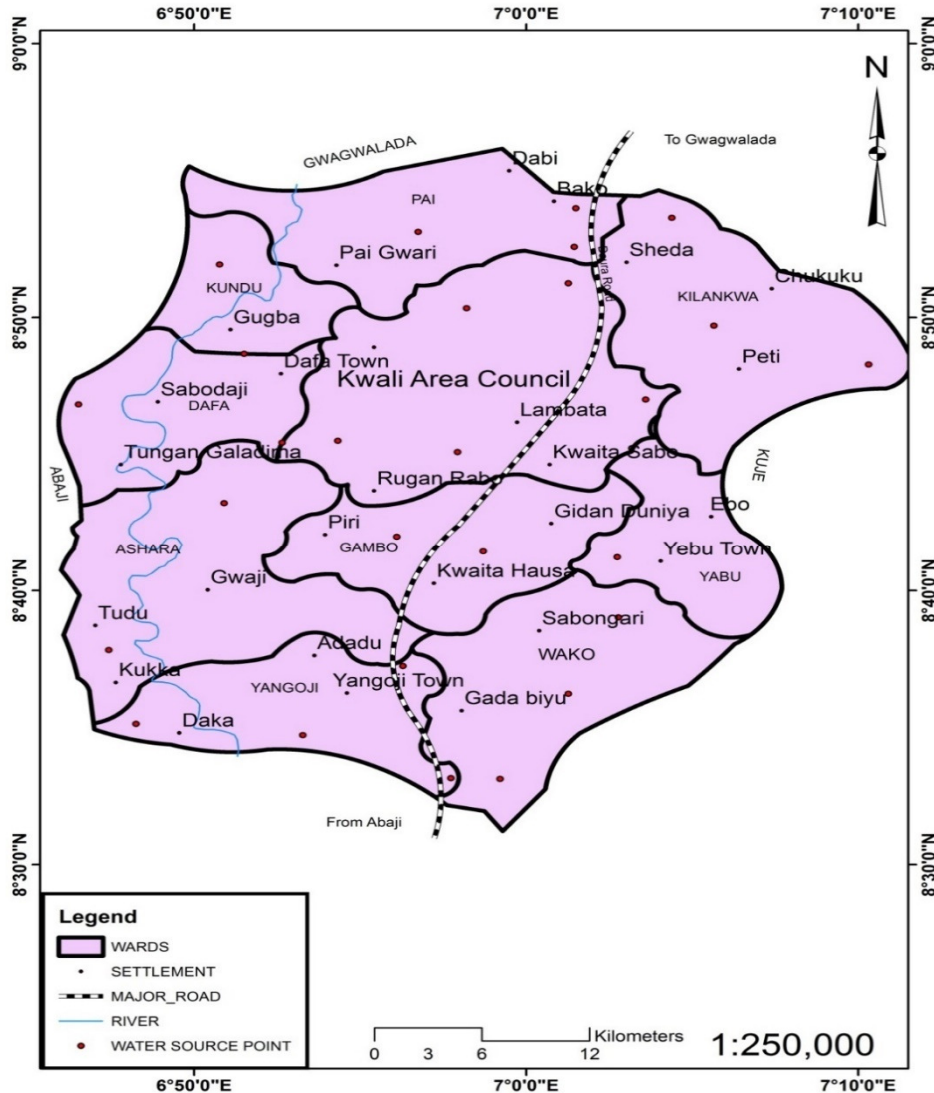 6°50'0"E 7°0'0"E 7°10'0"E
9°0'0"N 9°0'0"N
N
To Gwagwalada
GWAGWALADA
Dabi
Bako
PAI
Pai Gwari
Sheda
Chukuku
KUNDU
KILANKWA
Gugba
8°50'0"N 8°50'0"N
Dafa Town
Peti
Kwali Area Council
Sabodaji
DAFA
Lambata
Tungan Galadima
Kwaita Sabo
KUJE
ABAJI
Rugan Rabo
Ebo
Piri
Gidan Duniya
GAMBO
ASHARA
Yebu Town
YABU
Gwaji
Kwaita Hausa
8°40'0"N 8°40'0"N
Tudu
Sabongari
Adadu
WAKO
Kukka
YANGOJI
Yangoji Town
Gada biyu
Daka
From Abaji
8°30'0"N 8°30'0"N
Legend
WARDS
SETTLEMENT
MAJOR_ROAD
RIVER
WATER SOURCE POINT
Kilometers
0 3 6 12
1:250,000
6°50'0"E 7°0'0"E 7°10'0"E